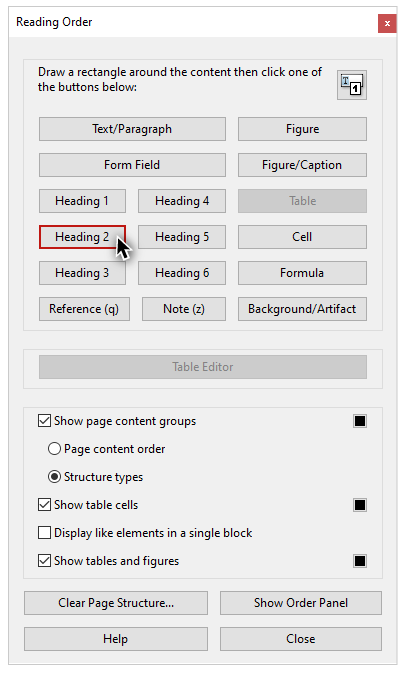 Reading Order
x
Draw a rectangle around the content then click one of
the buttons below:
T 1
Text/Paragraph
Figure
Form Field
Figure/Caption
Heading 1
Heading 4
Table
Heading 2
Heading 5
Cell
Heading 3
Heading 6
Formula
Reference (q)
Note (z)
Background/Artifact
Table Editor
Show page content groups
Page content order
Structure types
Show table cells
Display like elements in a single block
Show tables and figures
Clear Page Structure...
Show Order Panel
Help
Close